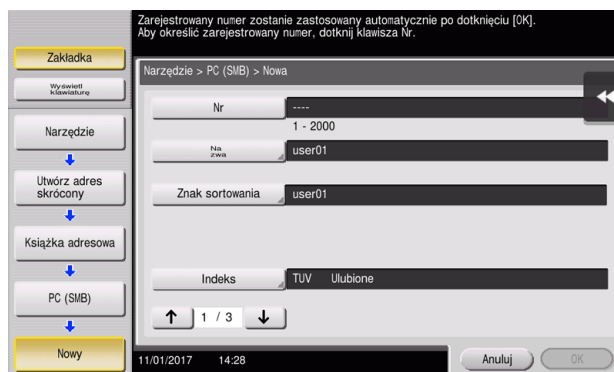 Zarejestrowany numer zostanie zastosowany automatycznie po dotknięciu [OK].
Aby określić zarejestrowany numer, dotknij klawisza Nr.
Zakładka
Wyświetl
klawiaturę
Narzędzie
Utwórz adres
skrócony
Książka adresowa
PC (SMB)
Nowy
Narzędzie > PC (SMB) > Nowa
Nr
----
1 - 2000
Na
zwa
user01
Znak sortowania
user01
Indeks
TUV Ulubione
1 / 3
11/01/2017 14:28
Anuluj
OK